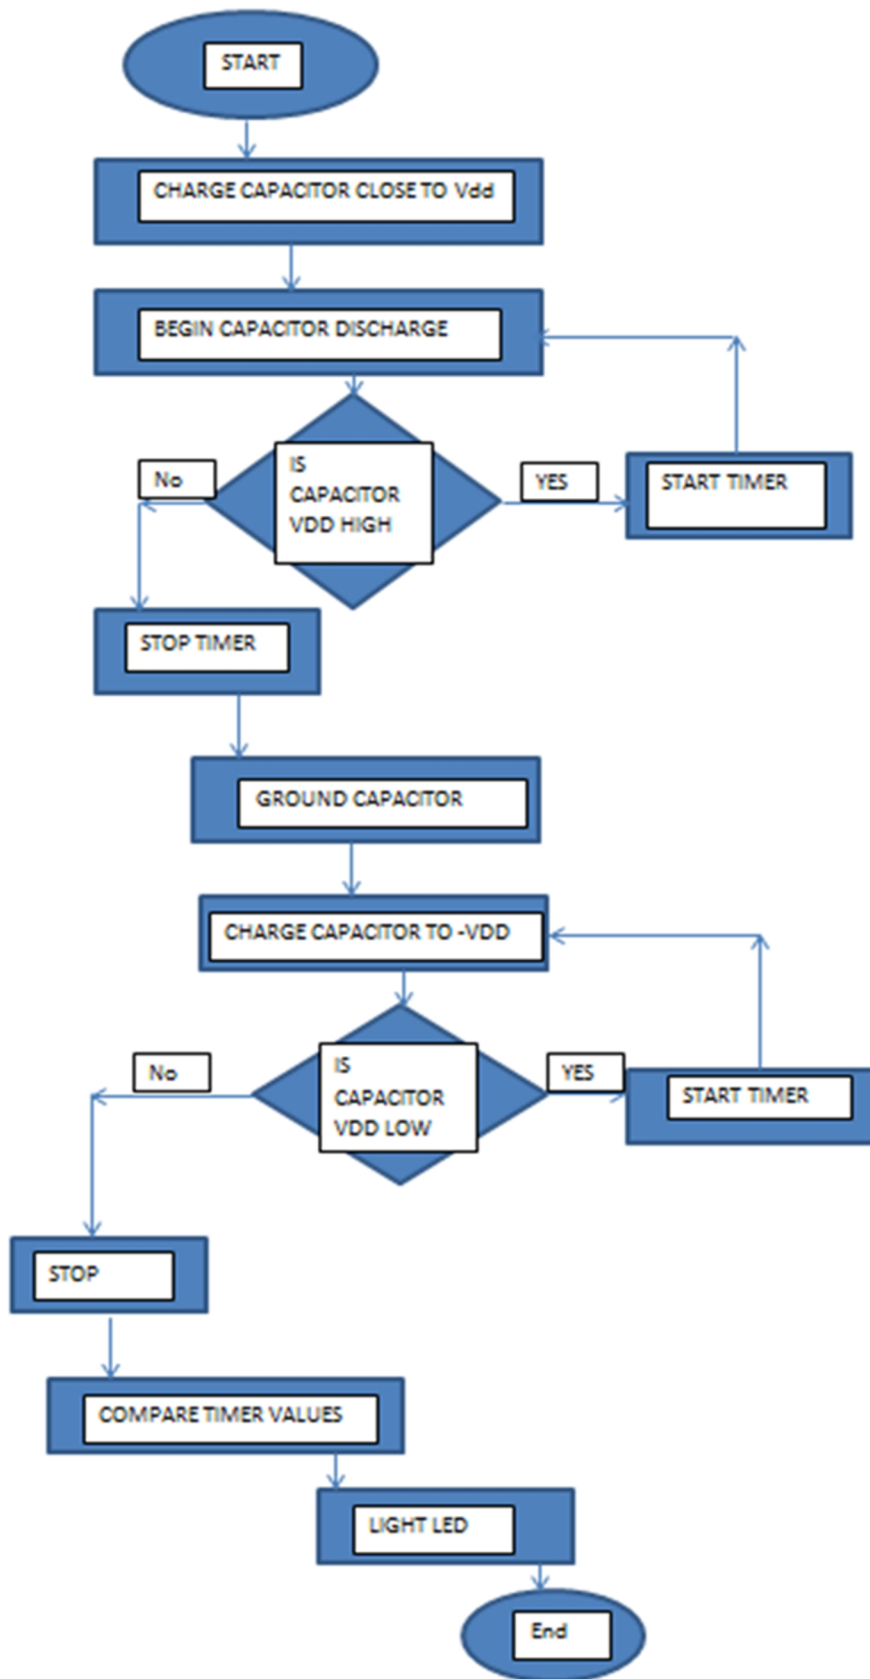 START
CHARGE CAPACITOR CLOSE TO Vdd
BEGIN CAPACITOR DISCHARGE
IS
CAPACITOR
VDD HIGH
No
YES
START TIMER
STOP TIMER
GROUND CAPACITOR
CHARGE CAPACITOR TO -VDD
IS
CAPACITOR
VDD LOW
No
YES
START TIMER
STOP
COMPARE TIMER VALUES
LIGHT LED
End